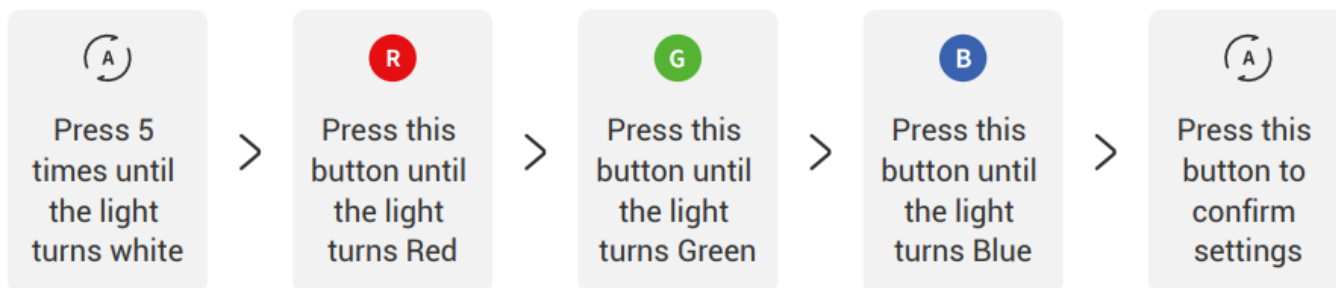 A
Press 5
times until
the light
turns white
>
R
Press this
button until
the light
turns Red
>
G
Press this
button until
the light
turns Green
>
B
Press this
button until
the light
turns Blue
>
A
Press this
button to
confirm
settings